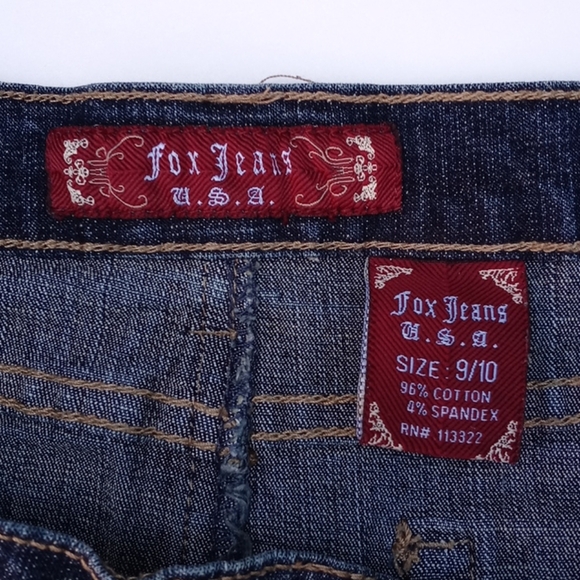 Fox Jeans
U.S.A.
Fox Jeans
U.S.A.
SIZE: 9/10
96% COTTON
4% SPANDEX
RN# 113322